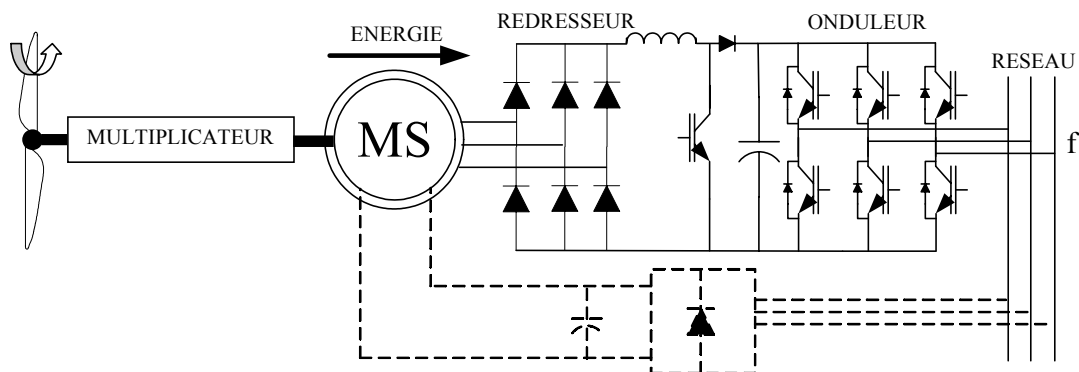 REDRESSEUR
ONDULEUR
ENERGIE
RESEAU
MULTIPLICATEUR
MS
f